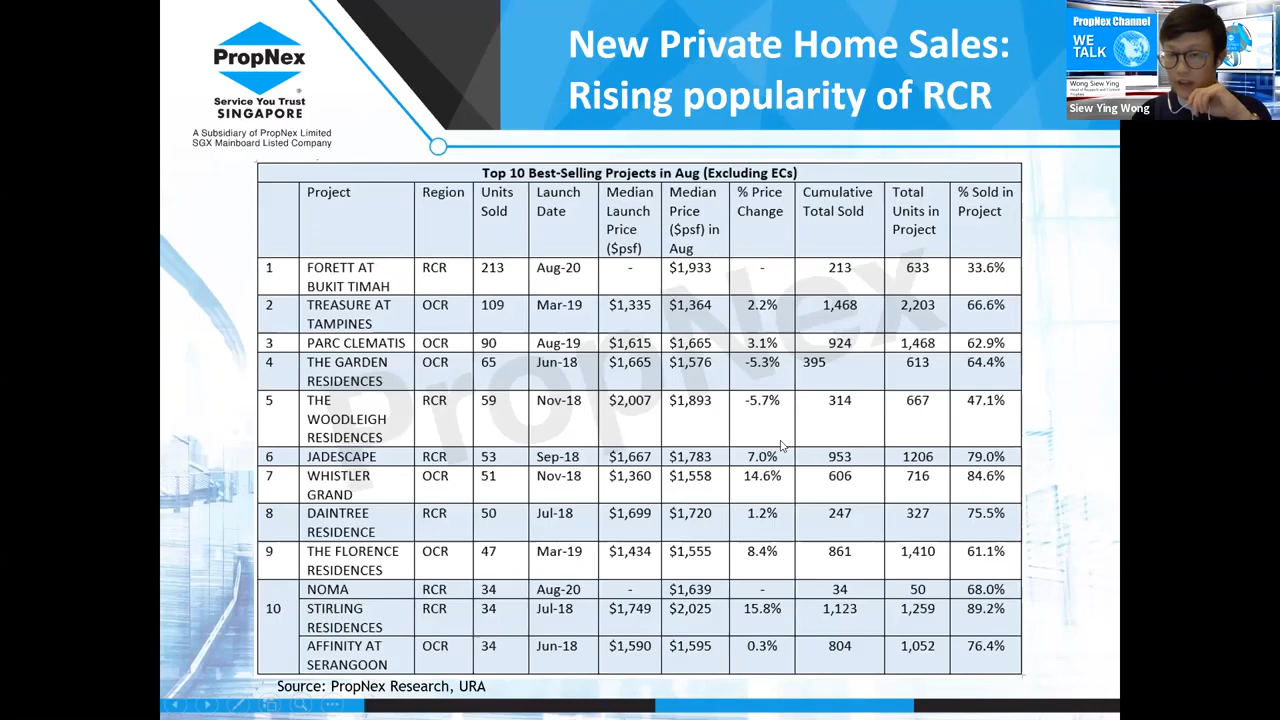 PropNex
Service You Trust
SINGAPORE
A Subsidiary of PropNex Limited
SGX Mainboard Listed Company
New Private Home Sales:
Rising popularity of RCR
PropNex Channel
WE
TALK
Wong Siew Ying
Siew Ying Wong
Top 10 Best-Selling Projects in Aug (Excluding ECs)
Project Region Units Sold Launch Date Median Launch Price ($psf) Median Price ($psf) in Aug % Price Change Cumulative Total Sold Total Units in Project % Sold in Project
1 FORETT AT BUKIT TIMAH RCR 213 Aug-20 - $1,933 - 213 633 33.6%
2 TREASURE AT TAMPINES OCR 109 Mar-19 $1,335 $1,364 2.2% 1,468 2,203 66.6%
3 PARC CLEMATIS OCR 90 Aug-19 $1,615 $1,665 3.1% 924 1,468 62.9%
4 THE GARDEN RESIDENCES OCR 65 Jun-18 $1,665 $1,576 -5.3% 395 613 64.4%
5 THE WOODLEIGH RESIDENCES RCR 59 Nov-18 $2,007 $1,893 -5.7% 314 667 47.1%
6 JADESCAPE RCR 53 Sep-18 $1,667 $1,783 7.0% 953 1206 79.0%
7 WHISTLER GRAND OCR 51 Nov-18 $1,360 $1,558 14.6% 606 716 84.6%
8 DAINTREE RESIDENCE RCR 50 Jul-18 $1,699 $1,720 1.2% 247 327 75.5%
9 THE FLORENCE RESIDENCES OCR 47 Mar-19 $1,434 $1,555 8.4% 861 1,410 61.1%
NOMA RCR 34 Aug-20 - $1,639 - 34 50 68.0%
10 STIRLING RESIDENCES RCR 34 Jul-18 $1,749 $2,025 15.8% 1,123 1,259 89.2%
AFFINITY AT SERANGOON OCR 34 Jun-18 $1,590 $1,595 0.3% 804 1,052 76.4%
PropNex
Source: PropNex Research, URA